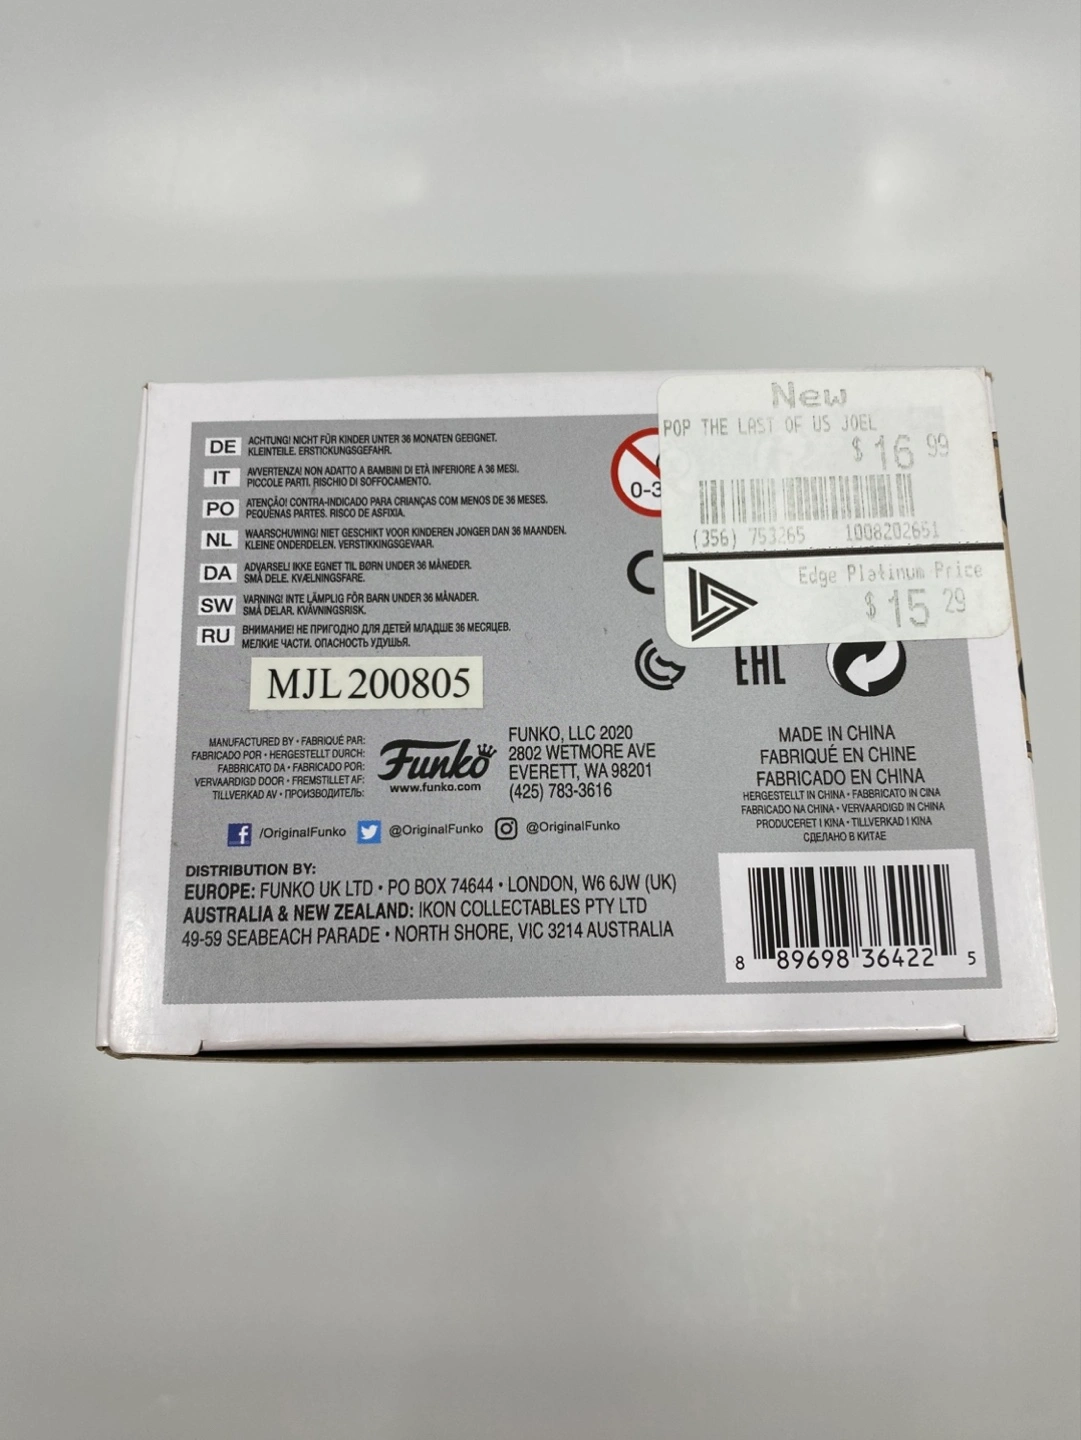 New
POP THE LAST OF US JOEL
$ 16 99
(356) 753265 1008202651
Edge Platinum Price
$ 15 29
DE ACHTUNG! NICHT FÜR KINDER UNTER 36 MONATEN GEEIGNET.
KLEINTEILE. ERSTICKUNGSGEFAHR.
IT AVVERTENZA! NON ADATTO A BAMBINI DI ETÀ INFERIORE A 36 MESI.
PICCOLE PARTI. RISCHIO DI SOFFOCAMENTO.
PO ATENÇÃO! CONTRA-INDICADO PARA CRIANÇAS COM MENOS DE 36 MESES.
PEQUENAS PARTES. RISCO DE ASFIXIA.
NL WAARSCHUWING! NIET GESCHIKT VOOR KINDEREN JONGER DAN 36 MAANDEN.
KLEINE ONDERDELEN. VERSTIKKINGSGEVAAR.
DA ADVARSEL! IKKE EGNET TIL BØRN UNDER 36 MÅNEDER.
SMÅ DELE. KVÆLNINGSFARE.
SW VARNING! INTE LÄMPLIG FÖR BARN UNDER 36 MÅNADER.
SMÅ DELAR. KVÄVNINGSRISK.
RU ВНИМАНИЕ! НЕ ПРИГОДНО ДЛЯ ДЕТЕЙ МЛАДШЕ 36 МЕСЯЦЕВ.
МЕЛКИЕ ЧАСТИ. ОПАСНОСТЬ УДУШЬЯ.
0-3
EAC
MJL 200805
MANUFACTURED BY • FABRIQUÉ PAR:
FABRICADO POR • HERGESTELLT DURCH:
FABBRICATO DA • FABRICADO POR:
VERVAARDIGD DOOR • FREMSTILLET AF:
TILLVERKAD AV • ПРОИЗВОДИТЕЛЬ:
Funko
www.funko.com
FUNKO, LLC 2020
2802 WETMORE AVE
EVERETT, WA 98201
(425) 783-3616
MADE IN CHINA
FABRIQUÉ EN CHINE
FABRICADO EN CHINA
HERGESTELLT IN CHINA • FABBRICATO IN CINA
FABRICADO NA CHINA • VERVAARDIGD IN CHINA
PRODUCERET I KINA • TILLVERKAD I KINA
СДЕЛАНО В КИТАЕ
/OriginalFunko @OriginalFunko @OriginalFunko
DISTRIBUTION BY:
EUROPE: FUNKO UK LTD • PO BOX 74644 • LONDON, W6 6JW (UK)
AUSTRALIA & NEW ZEALAND: IKON COLLECTABLES PTY LTD
49-59 SEABEACH PARADE • NORTH SHORE, VIC 3214 AUSTRALIA
8 89698 36422 5